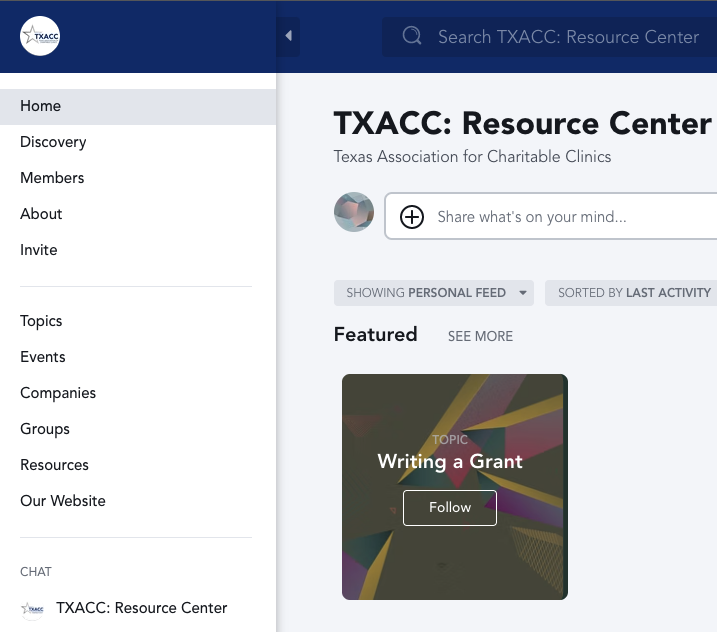 TXACC
Search TXACC: Resource Center
Home
Discovery
Members
About
Invite
Topics
Events
Companies
Groups
Resources
Our Website
CHAT
TXACC
TXACC: Resource Center
TXACC: Resource Center
Texas Association for Charitable Clinics
Share what's on your mind...
SHOWING PERSONAL FEED
SORTED BY LAST ACTIVITY
Featured
SEE MORE
TOPIC
Writing a Grant
Follow